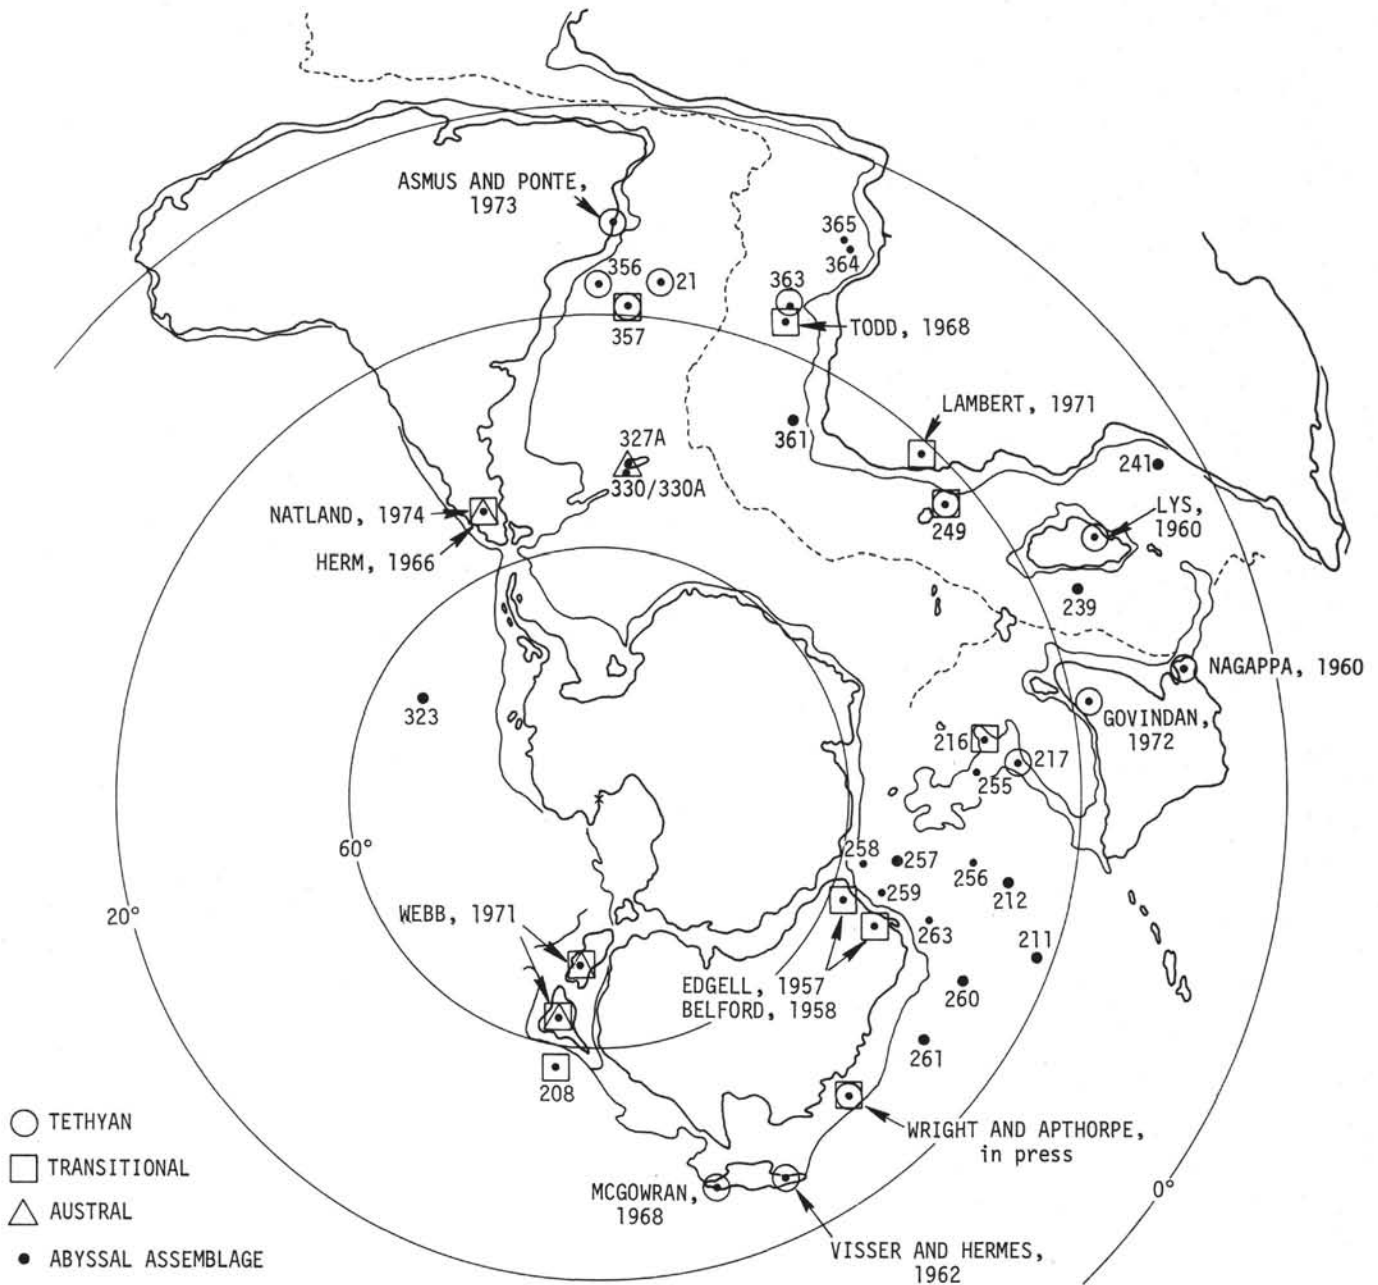 ASMUS AND PONTE,
1973
365
364
356
21
363
357
TODD, 1968
LAMBERT, 1971
361
327A
330/330A
241
NATLAND, 1974
HERM, 1966
249
LYS,
1960
239
NAGAPPA, 1960
323
GOVINDAN,
1972
216
217
255
60°
258
257
256
259
212
20°
WEBB, 1971
263
211
EDGELL, 1957
BELFORD, 1958
260
261
208
TETHYAN
WRIGHT AND APTHORPE,
in press
TRANSITIONAL
MCGOWRAN,
1968
0°
AUSTRAL
VISSER AND HERMES,
1962
ABYSSAL ASSEMBLAGE